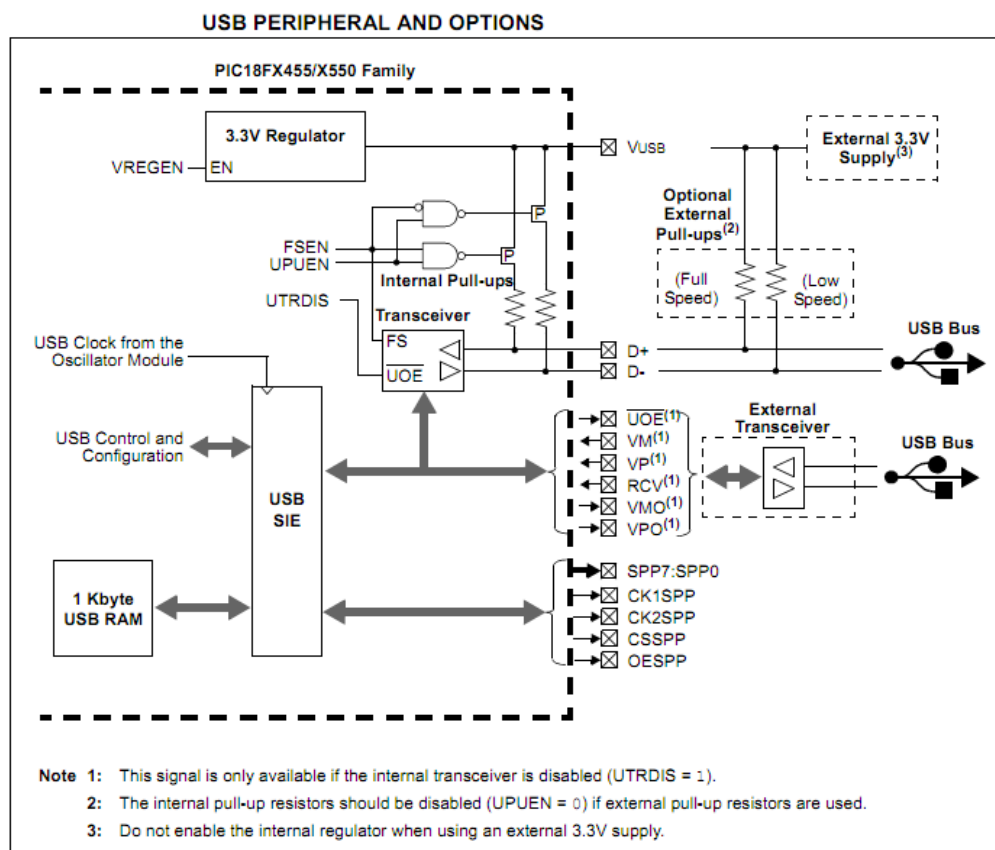 USB PERIPHERAL AND OPTIONS
PIC18FX455/X550 Family
3.3V Regulator
VREGEN
EN
VUSB
External 3.3V
Supply(3)
Optional
External
Pull-ups(2)
P
FSEN
UPUEN
P
Internal Pull-ups
(Full
Speed)
(Low
Speed)
UTRDIS
Transceiver
FS
UOE
USB Clock from the
Oscillator Module
D+
D-
USB Bus
USB Control and
Configuration
USB
SIE
UOE(1)
VM(1)
VP(1)
RCV(1)
VMO(1)
VPO(1)
External
Transceiver
USB Bus
1 Kbyte
USB RAM
SPP7:SPP0
CK1SPP
CK2SPP
CSSPP
OESPP
Note 1: This signal is only available if the internal transceiver is disabled (UTRDIS = 1).
2: The internal pull-up resistors should be disabled (UPUEN = 0) if external pull-up resistors are used.
3: Do not enable the internal regulator when using an external 3.3V supply.